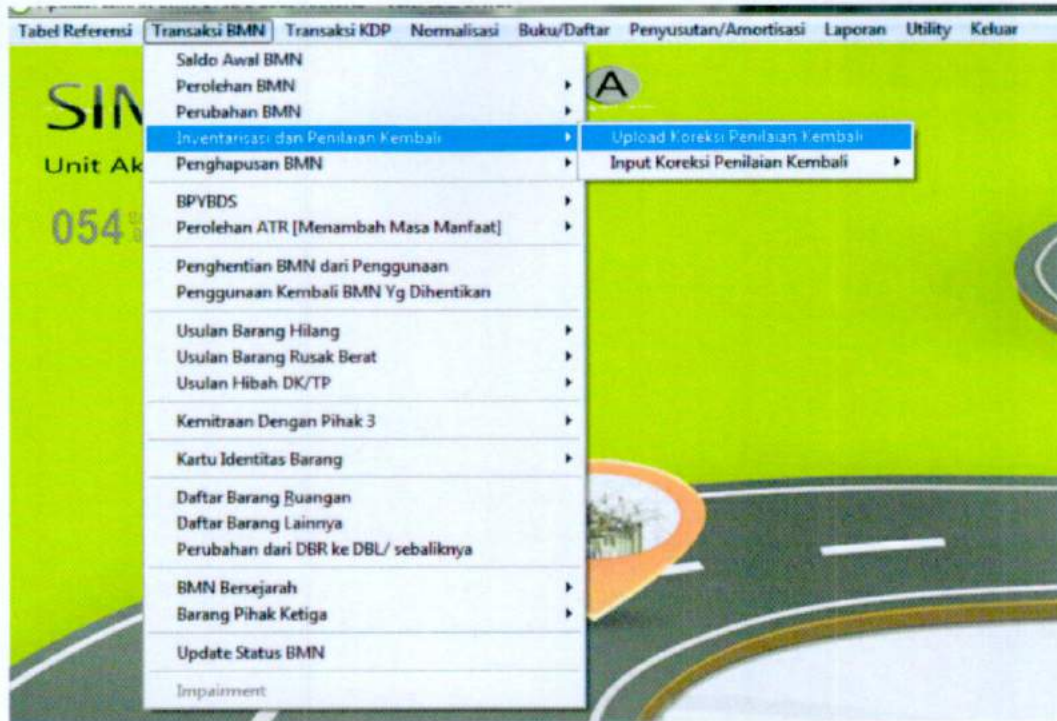 Tabel Referensi Transaksi BMN Transaksi KDP Normalisasi Buku/Daftar Penyusutan/Amortisasi Laporan Utility Keluar
Saldo Awal BMN
Perolehan BMN
Perubahan BMN
Inventarisasi dan Penilaian Kembali
Upload Koreksi Penilaian Kembali
Input Koreksi Penilaian Kembali
Penghapusan BMN
BPYBDS
Perolehan ATR [Menambah Masa Manfaat]
Penghentian BMN dari Penggunaan
Penggunaan Kembali BMN Yg Dihentikan
Usulan Barang Hilang
Usulan Barang Rusak Berat
Usulan Hibah DK/TP
Kemitraan Dengan Pihak 3
Kartu Identitas Barang
Daftar Barang Ruangan
Daftar Barang Lainnya
Perubahan dari DBR ke DBL/ sebaliknya
BMN Bersejarah
Barang Pihak Ketiga
Update Status BMN
Impairment
SIM
A
Unit Ak
054